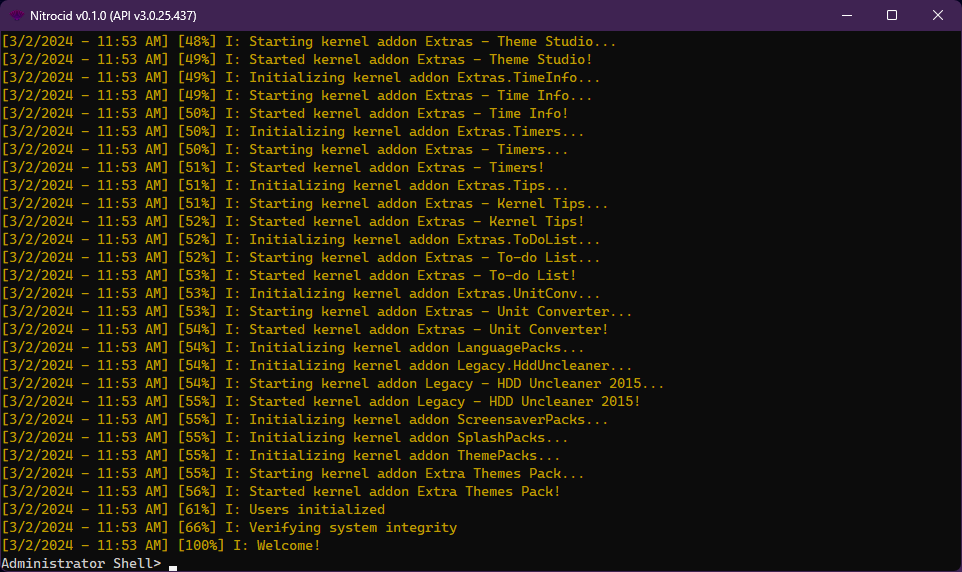 Nitrocid v0.1.0 (API v3.0.25.437)
[3/2/2024 - 11:53 AM] [48%] I: Starting kernel addon Extras - Theme Studio...
[3/2/2024 - 11:53 AM] [49%] I: Started kernel addon Extras - Theme Studio!
[3/2/2024 - 11:53 AM] [49%] I: Initializing kernel addon Extras.TimeInfo...
[3/2/2024 - 11:53 AM] [49%] I: Starting kernel addon Extras - Time Info...
[3/2/2024 - 11:53 AM] [50%] I: Started kernel addon Extras - Time Info!
[3/2/2024 - 11:53 AM] [50%] I: Initializing kernel addon Extras.Timers...
[3/2/2024 - 11:53 AM] [50%] I: Starting kernel addon Extras - Timers...
[3/2/2024 - 11:53 AM] [51%] I: Started kernel addon Extras - Timers!
[3/2/2024 - 11:53 AM] [51%] I: Initializing kernel addon Extras.Tips...
[3/2/2024 - 11:53 AM] [51%] I: Starting kernel addon Extras - Kernel Tips...
[3/2/2024 - 11:53 AM] [52%] I: Started kernel addon Extras - Kernel Tips!
[3/2/2024 - 11:53 AM] [52%] I: Initializing kernel addon Extras.ToDoList...
[3/2/2024 - 11:53 AM] [52%] I: Starting kernel addon Extras - To-do List...
[3/2/2024 - 11:53 AM] [53%] I: Started kernel addon Extras - To-do List!
[3/2/2024 - 11:53 AM] [53%] I: Initializing kernel addon Extras.UnitConv...
[3/2/2024 - 11:53 AM] [53%] I: Starting kernel addon Extras - Unit Converter...
[3/2/2024 - 11:53 AM] [54%] I: Started kernel addon Extras - Unit Converter!
[3/2/2024 - 11:53 AM] [54%] I: Initializing kernel addon LanguagePacks...
[3/2/2024 - 11:53 AM] [54%] I: Initializing kernel addon Legacy.HddUncleaner...
[3/2/2024 - 11:53 AM] [54%] I: Starting kernel addon Legacy - HDD Uncleaner 2015...
[3/2/2024 - 11:53 AM] [55%] I: Started kernel addon Legacy - HDD Uncleaner 2015!
[3/2/2024 - 11:53 AM] [55%] I: Initializing kernel addon ScreensaverPacks...
[3/2/2024 - 11:53 AM] [55%] I: Initializing kernel addon SplashPacks...
[3/2/2024 - 11:53 AM] [55%] I: Initializing kernel addon ThemePacks...
[3/2/2024 - 11:53 AM] [55%] I: Starting kernel addon Extra Themes Pack...
[3/2/2024 - 11:53 AM] [56%] I: Started kernel addon Extra Themes Pack!
[3/2/2024 - 11:53 AM] [61%] I: Users initialized
[3/2/2024 - 11:53 AM] [66%] I: Verifying system integrity
[3/2/2024 - 11:53 AM] [100%] I: Welcome!
Administrator Shell>